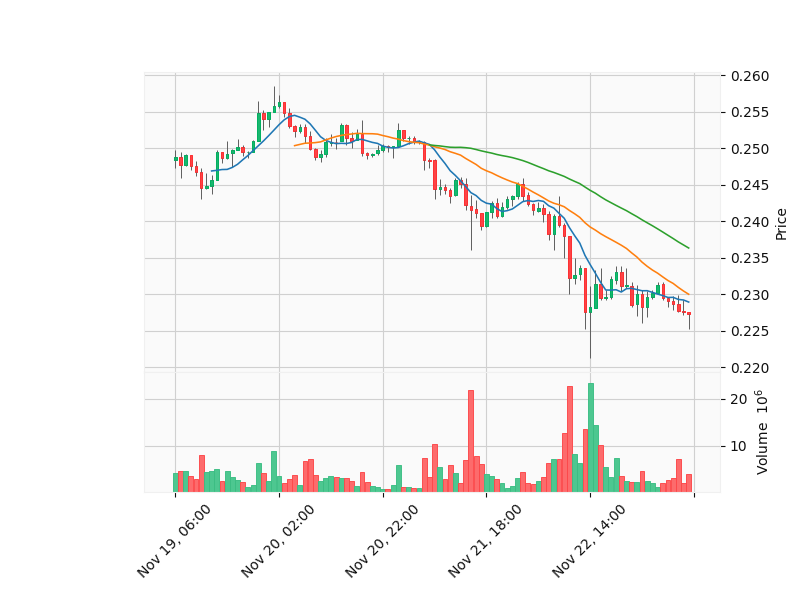 0.260
0.255
0.250
0.245
0.240
0.235
0.230
0.225
0.220
Price
20
10
Volume 10^6
Nov 19, 06:00
Nov 20, 02:00
Nov 20, 22:00
Nov 21, 18:00
Nov 22, 14:00